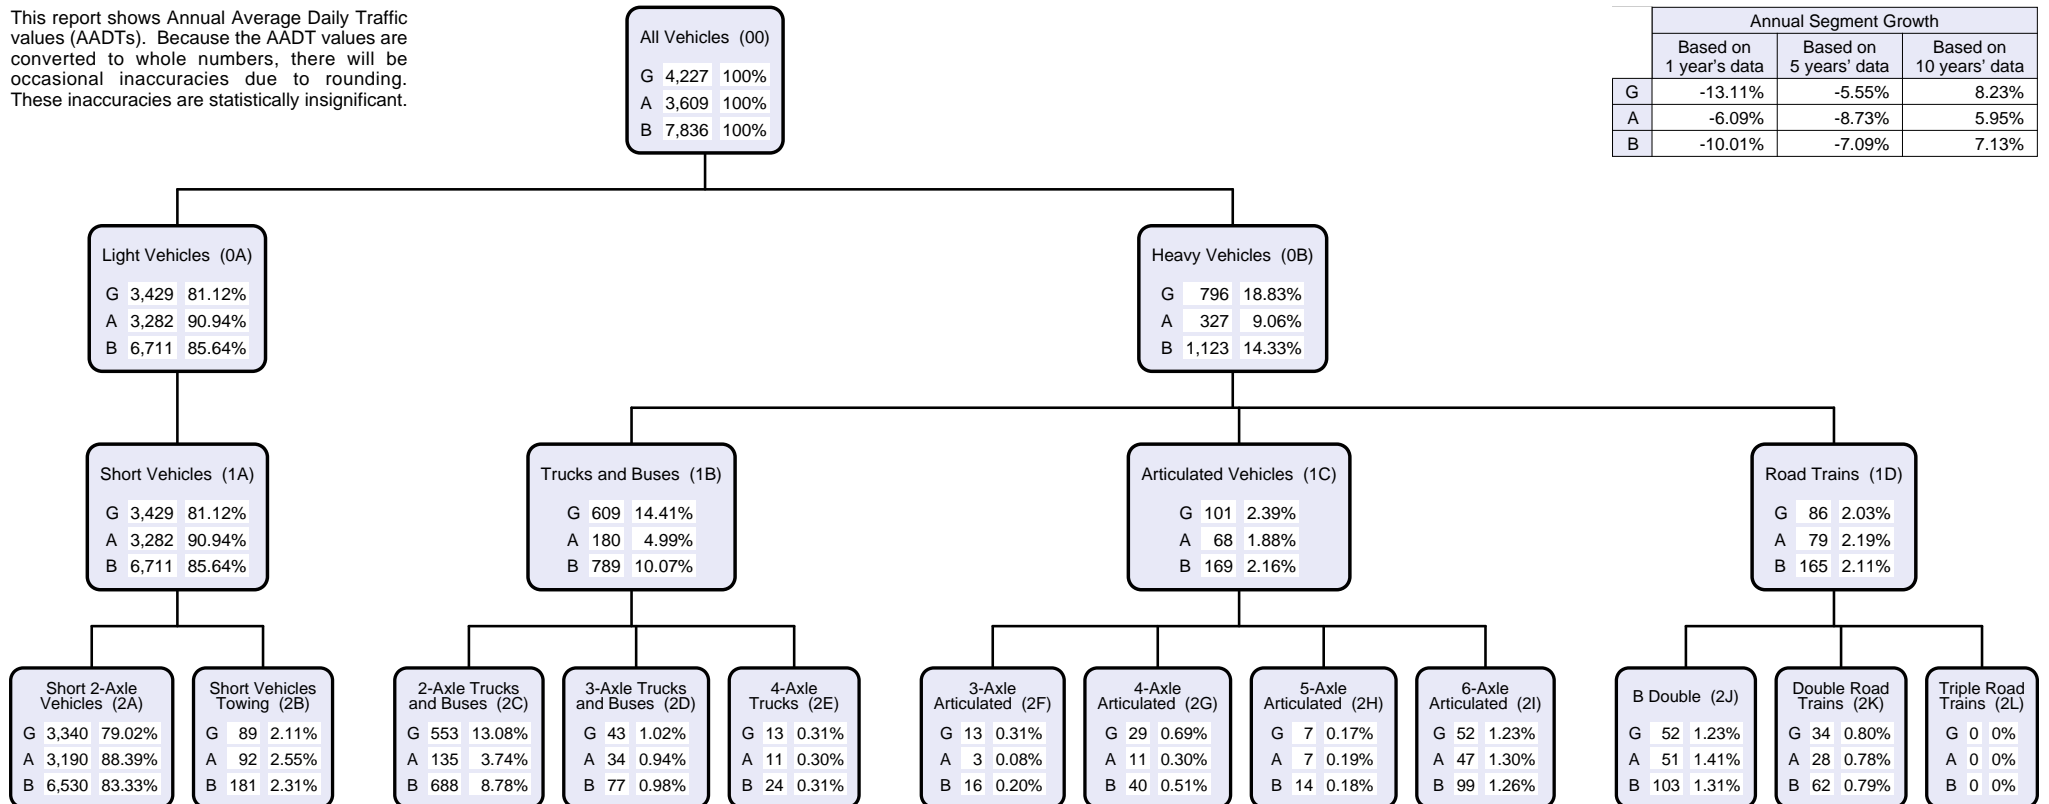 This report shows Annual Average Daily Traffic
values (AADTs). Because the AADT values are
converted to whole numbers, there will be
occasional inaccuracies due to rounding.
These inaccuracies are statistically insignificant.
All Vehicles (00)
G 4,227 100%
A 3,609 100%
B 7,836 100%
Annual Segment Growth
Based on 1 year's data Based on 5 years' data Based on 10 years' data
G -13.11% -5.55% 8.23%
A -6.09% -8.73% 5.95%
B -10.01% -7.09% 7.13%
Light Vehicles (0A)
G 3,429 81.12%
A 3,282 90.94%
B 6,711 85.64%
Heavy Vehicles (0B)
G 796 18.83%
A 327 9.06%
B 1,123 14.33%
Short Vehicles (1A)
G 3,429 81.12%
A 3,282 90.94%
B 6,711 85.64%
Trucks and Buses (1B)
G 609 14.41%
A 180 4.99%
B 789 10.07%
Articulated Vehicles (1C)
G 101 2.39%
A 68 1.88%
B 169 2.16%
Road Trains (1D)
G 86 2.03%
A 79 2.19%
B 165 2.11%
Short 2-Axle
Vehicles (2A)
G 3,340 79.02%
A 3,190 88.39%
B 6,530 83.33%
Short Vehicles
Towing (2B)
G 89 2.11%
A 92 2.55%
B 181 2.31%
2-Axle Trucks
and Buses (2C)
G 553 13.08%
A 135 3.74%
B 688 8.78%
3-Axle Trucks
and Buses (2D)
G 43 1.02%
A 34 0.94%
B 77 0.98%
4-Axle
Trucks (2E)
G 13 0.31%
A 11 0.30%
B 24 0.31%
3-Axle
Articulated (2F)
G 13 0.31%
A 3 0.08%
B 16 0.20%
4-Axle
Articulated (2G)
G 29 0.69%
A 11 0.30%
B 40 0.51%
5-Axle
Articulated (2H)
G 7 0.17%
A 7 0.19%
B 14 0.18%
6-Axle
Articulated (2I)
G 52 1.23%
A 47 1.30%
B 99 1.26%
B Double (2J)
G 52 1.23%
A 51 1.41%
B 103 1.31%
Double Road
Trains (2K)
G 34 0.80%
A 28 0.78%
B 62 0.79%
Triple Road
Trains (2L)
G 0 0%
A 0 0%
B 0 0%